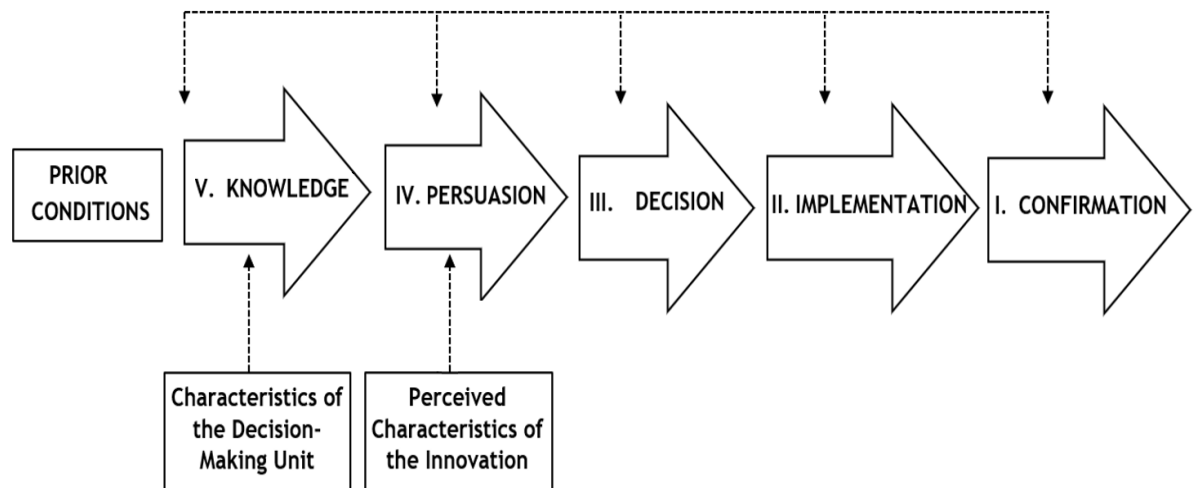 PRIOR
CONDITIONS
V. KNOWLEDGE
IV. PERSUASION
III. DECISION
II. IMPLEMENTATION
I. CONFIRMATION
Characteristics of
the Decision-
Making Unit
Perceived
Characteristics of
the Innovation